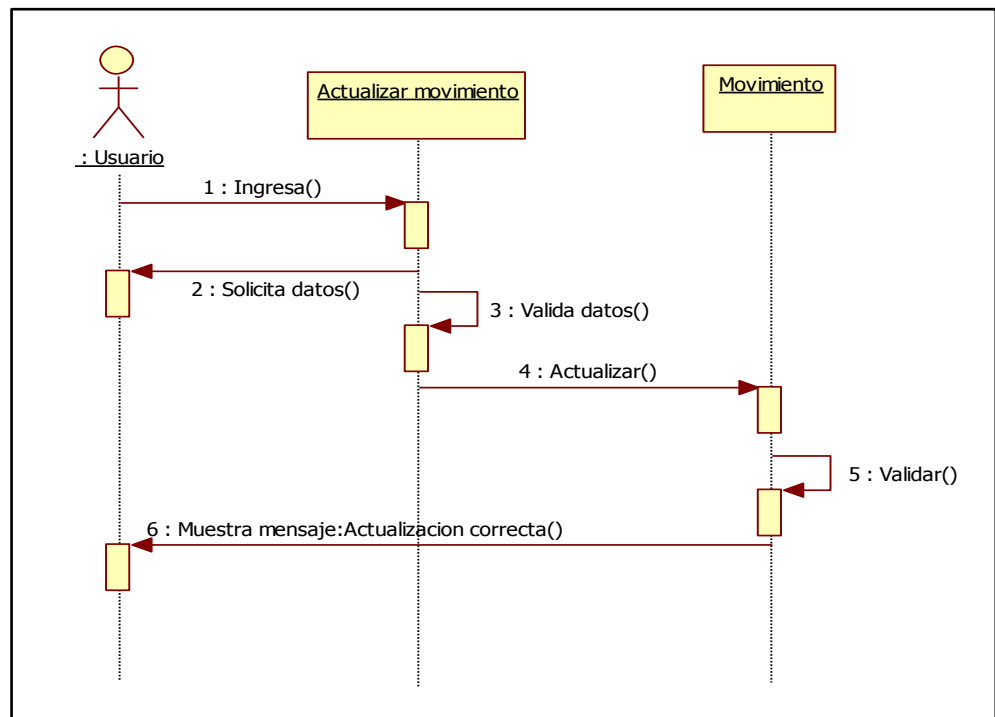 Actualizar movimiento
Movimiento
: Usuario
1 : Ingresa()
2 : Solicita datos()
3 : Valida datos()
4 : Actualizar()
5 : Validar()
6 : Muestra mensaje:Actualizacion correcta()